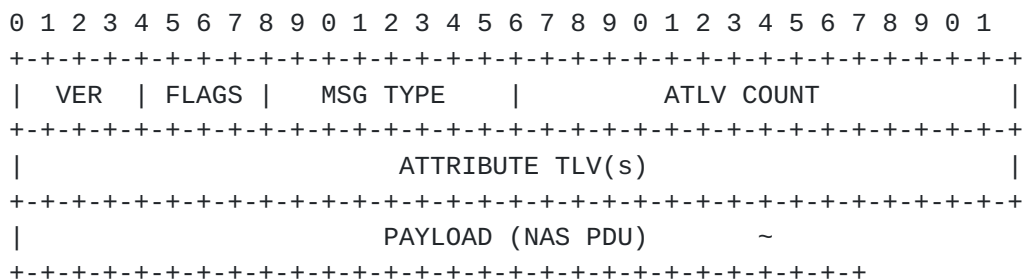 0 1 2 3 4 5 6 7 8 9 0 1 2 3 4 5 6 7 8 9 0 1 2 3 4 5 6 7 8 9 0 1
+-+-+-+-+-+-+-+-+-+-+-+-+-+-+-+-+-+-+-+-+-+-+-+-+-+-+-+-+-+-+-+-+
|  VER  | FLAGS |   MSG TYPE    |         ATLV COUNT            |
+-+-+-+-+-+-+-+-+-+-+-+-+-+-+-+-+-+-+-+-+-+-+-+-+-+-+-+-+-+-+-+-+
|                        ATTRIBUTE TLV(s)                       |
+-+-+-+-+-+-+-+-+-+-+-+-+-+-+-+-+-+-+-+-+-+-+-+-+-+-+-+-+-+-+-+-+
|                       PAYLOAD (NAS PDU)       ~
+-+-+-+-+-+-+-+-+-+-+-+-+-+-+-+-+-+-+-+-+-+-+-+-+-+-+-+